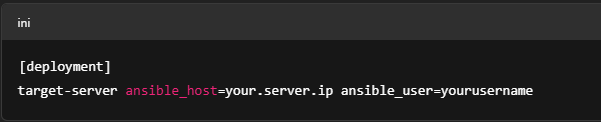 ini
[deployment]
target-server ansible_host=your.server.ip ansible_user=yourusername